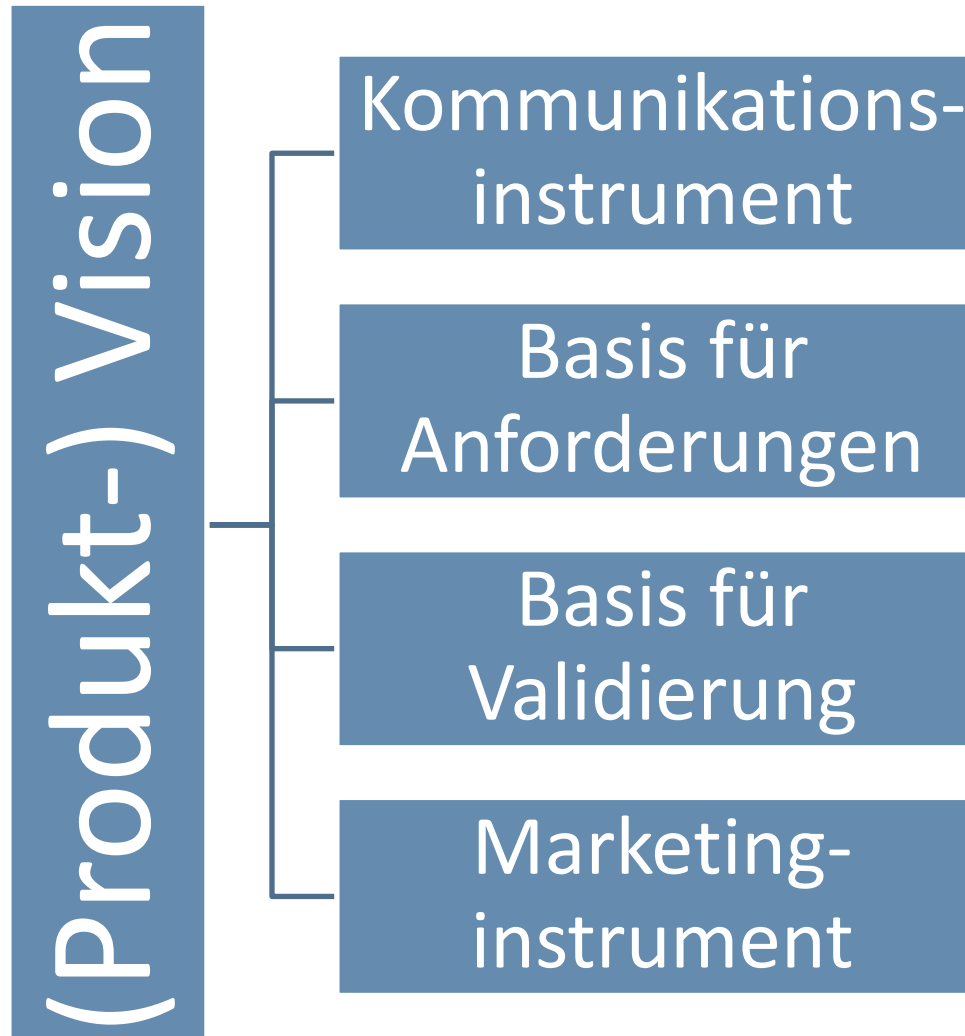 (Produkt-) Vision
Kommunikations-
instrument
Basis für
Anforderungen
Basis für
Validierung
Marketing-
instrument